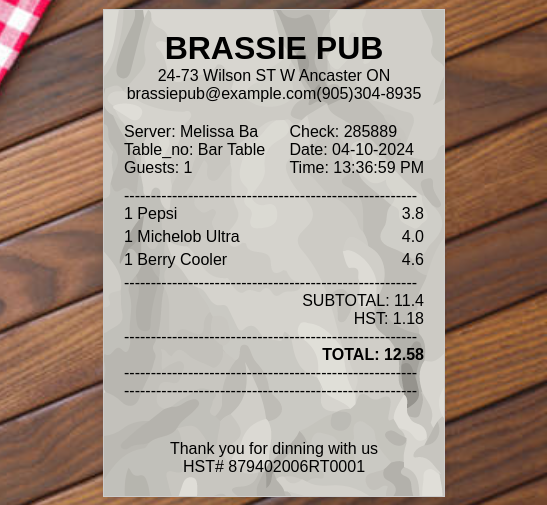 BRASSIE PUB
24-73 Wilson ST W Ancaster ON
brassiepub@example.com(905)304-8935
Server: Melissa Ba Check: 285889
Table_no: Bar Table Date: 04-10-2024
Guests: 1 Time: 13:36:59 PM
--------------------------------------------------------
1 Pepsi 3.8
1 Michelob Ultra 4.0
1 Berry Cooler 4.6
--------------------------------------------------------
SUBTOTAL: 11.4
HST: 1.18
--------------------------------------------------------
TOTAL: 12.58
--------------------------------------------------------
--------------------------------------------------------
Thank you for dinning with us
HST# 879402006RT0001